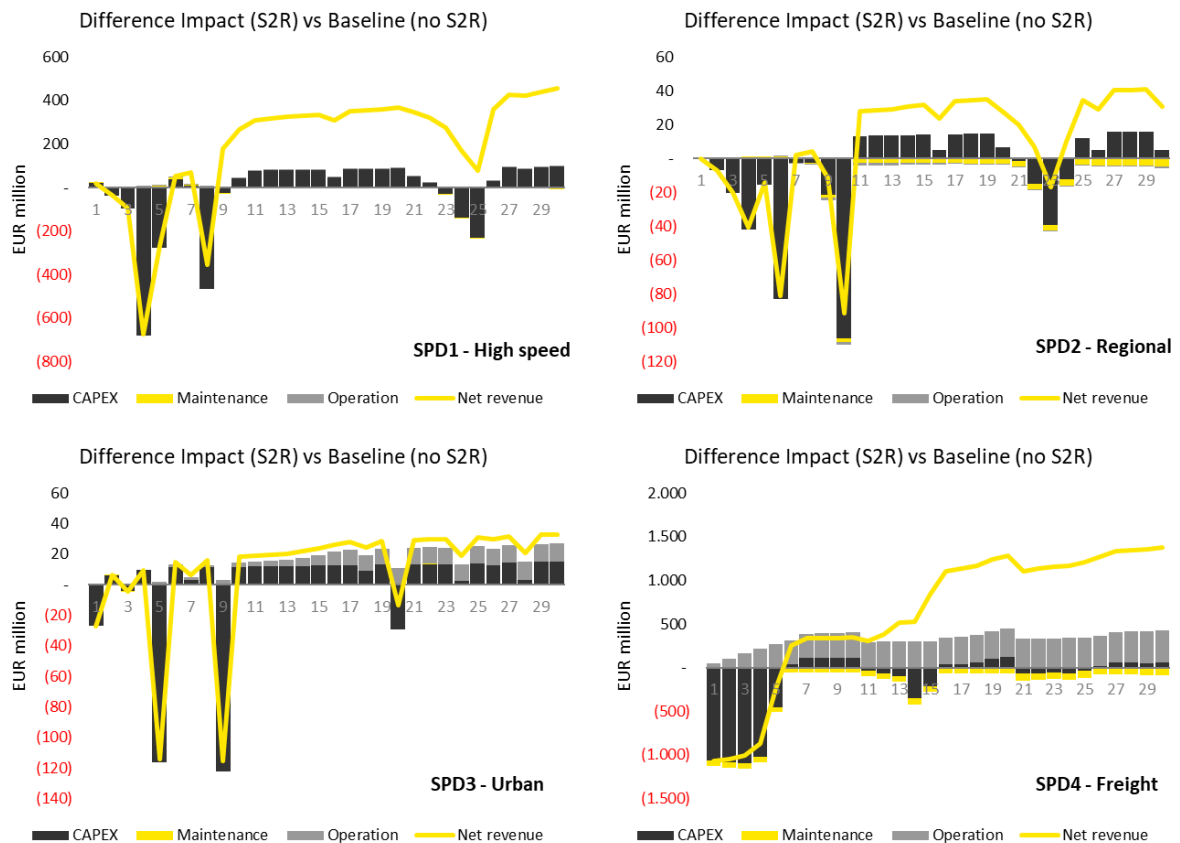 Difference Impact (S2R) vs Baseline (no S2R)
600
400
200
-
(200)
(400)
(600)
(800)
EUR million
1 3 5 7 9 11 13 15 17 19 21 23 25 27 29
SPD1 - High speed
CAPEX Maintenance Operation Net revenue
Difference Impact (S2R) vs Baseline (no S2R)
60
40
20
-
(20)
(40)
(60)
(80)
(100)
(120)
EUR million
1 3 5 7 9 11 13 15 17 19 21 23 25 27 29
SPD2 - Regional
CAPEX Maintenance Operation Net revenue
Difference Impact (S2R) vs Baseline (no S2R)
60
40
20
-
(20)
(40)
(60)
(80)
(100)
(120)
(140)
EUR million
1 3 5 7 9 11 13 15 17 19 21 23 25 27 29
SPD3 - Urban
CAPEX Maintenance Operation Net revenue
Difference Impact (S2R) vs Baseline (no S2R)
2.000
1.500
1.000
500
-
(500)
(1.000)
(1.500)
EUR million
1 3 5 7 9 11 13 15 17 19 21 23 25 27 29
SPD4 - Freight
CAPEX Maintenance Operation Net revenue